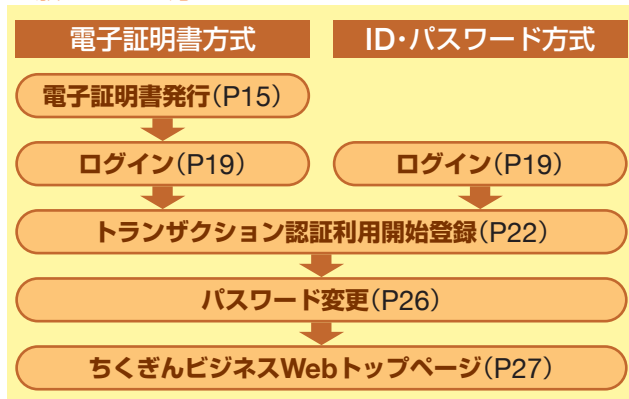 電子証明書方式
ID・パスワード方式
電子証明書発行（P15）
ログイン（P19）
ログイン（P19）
トランザクション認証利用開始登録（P22）
パスワード変更（P26）
ちくぎんビジネスWebトップページ（P27）